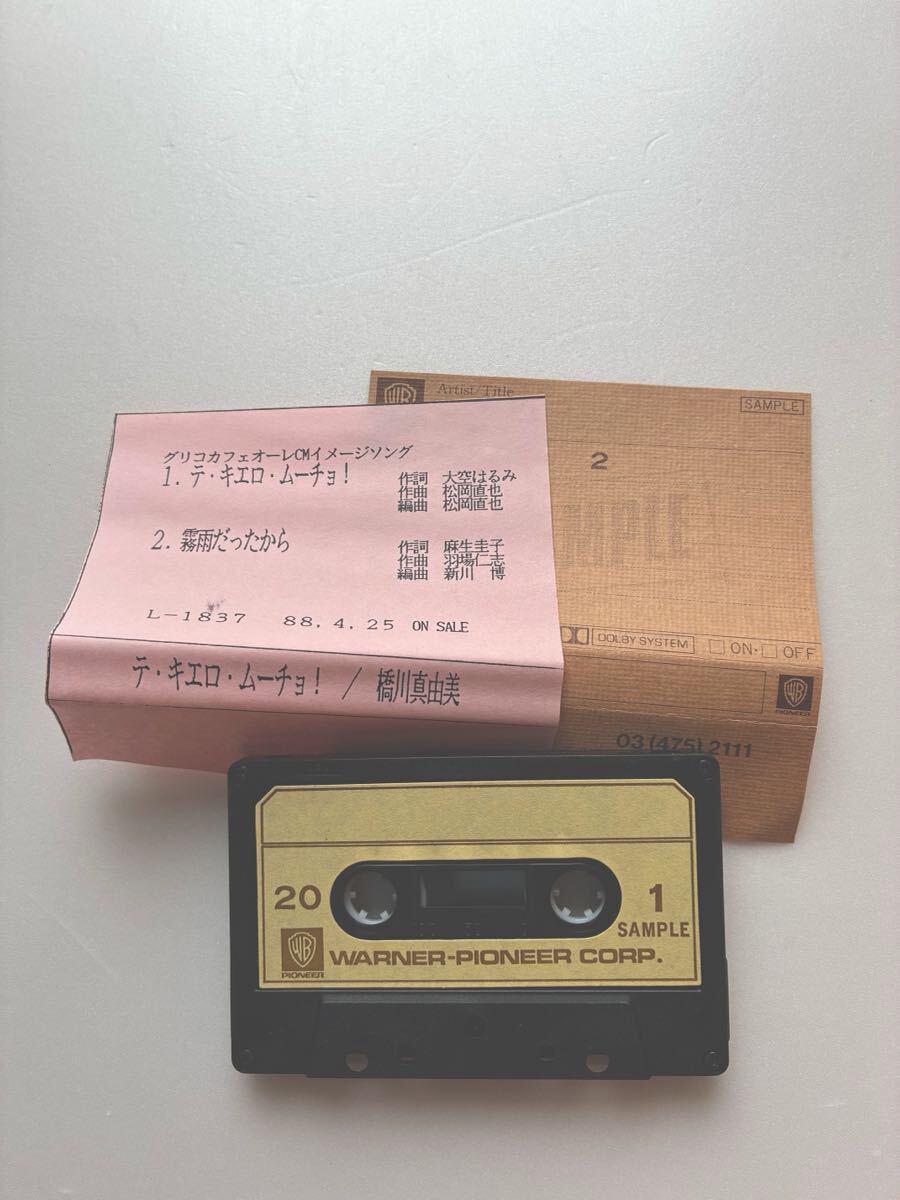 グリコカフェオーレCMイメージソング
1. テ・キエロ・ムーチョ!
作詞 大空はるみ
作曲 松岡直也
編曲 松岡直也
2. 霧雨だったから
作詞 麻生圭子
作曲 羽場仁志
編曲 新川 博
L-1837 88.4.25 ON SALE
テ・キエロ・ムーチョ! / 橋川真由美
WB
Artist/Title
SAMPLE
2
DOLBY SYSTEM
ON・ OFF
WB
PIONEER
03 (475) 2111
20
1
SAMPLE
WB
PIONEER
WARNER-PIONEER CORP.